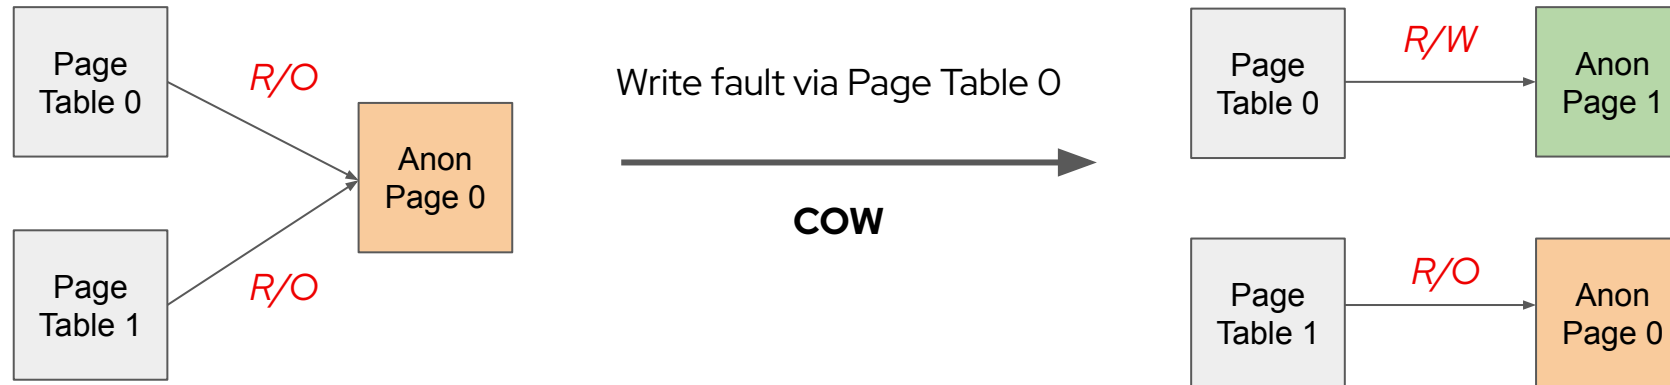 Page
Table 0
R/O
Anon
Page 0
Page
Table 1
R/O
Write fault via Page Table 0
COW
Page
Table 0
R/W
Anon
Page 1
Page
Table 1
R/O
Anon
Page 0